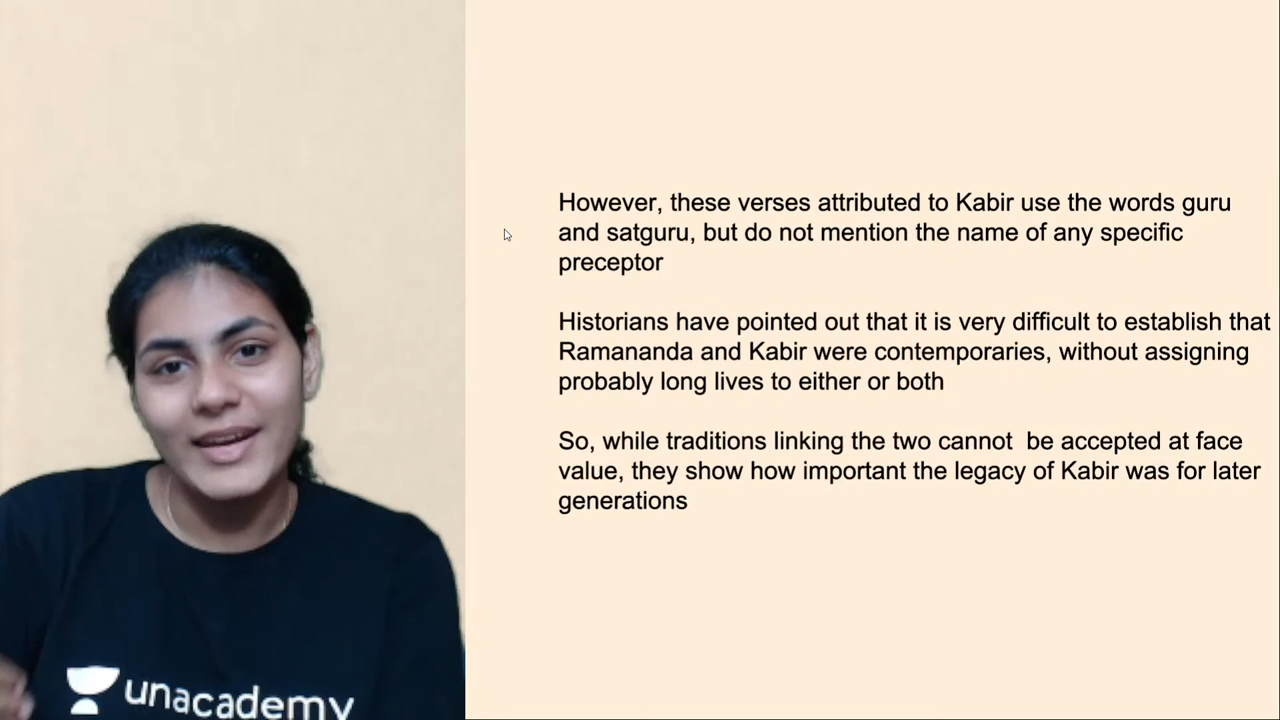 However, these verses attributed to Kabir use the words guru
and satguru, but do not mention the name of any specific
preceptor
Historians have pointed out that it is very difficult to establish that
Ramananda and Kabir were contemporaries, without assigning
probably long lives to either or both
So, while traditions linking the two cannot  be accepted at face
value, they show how important the legacy of Kabir was for later
generations
unacademy